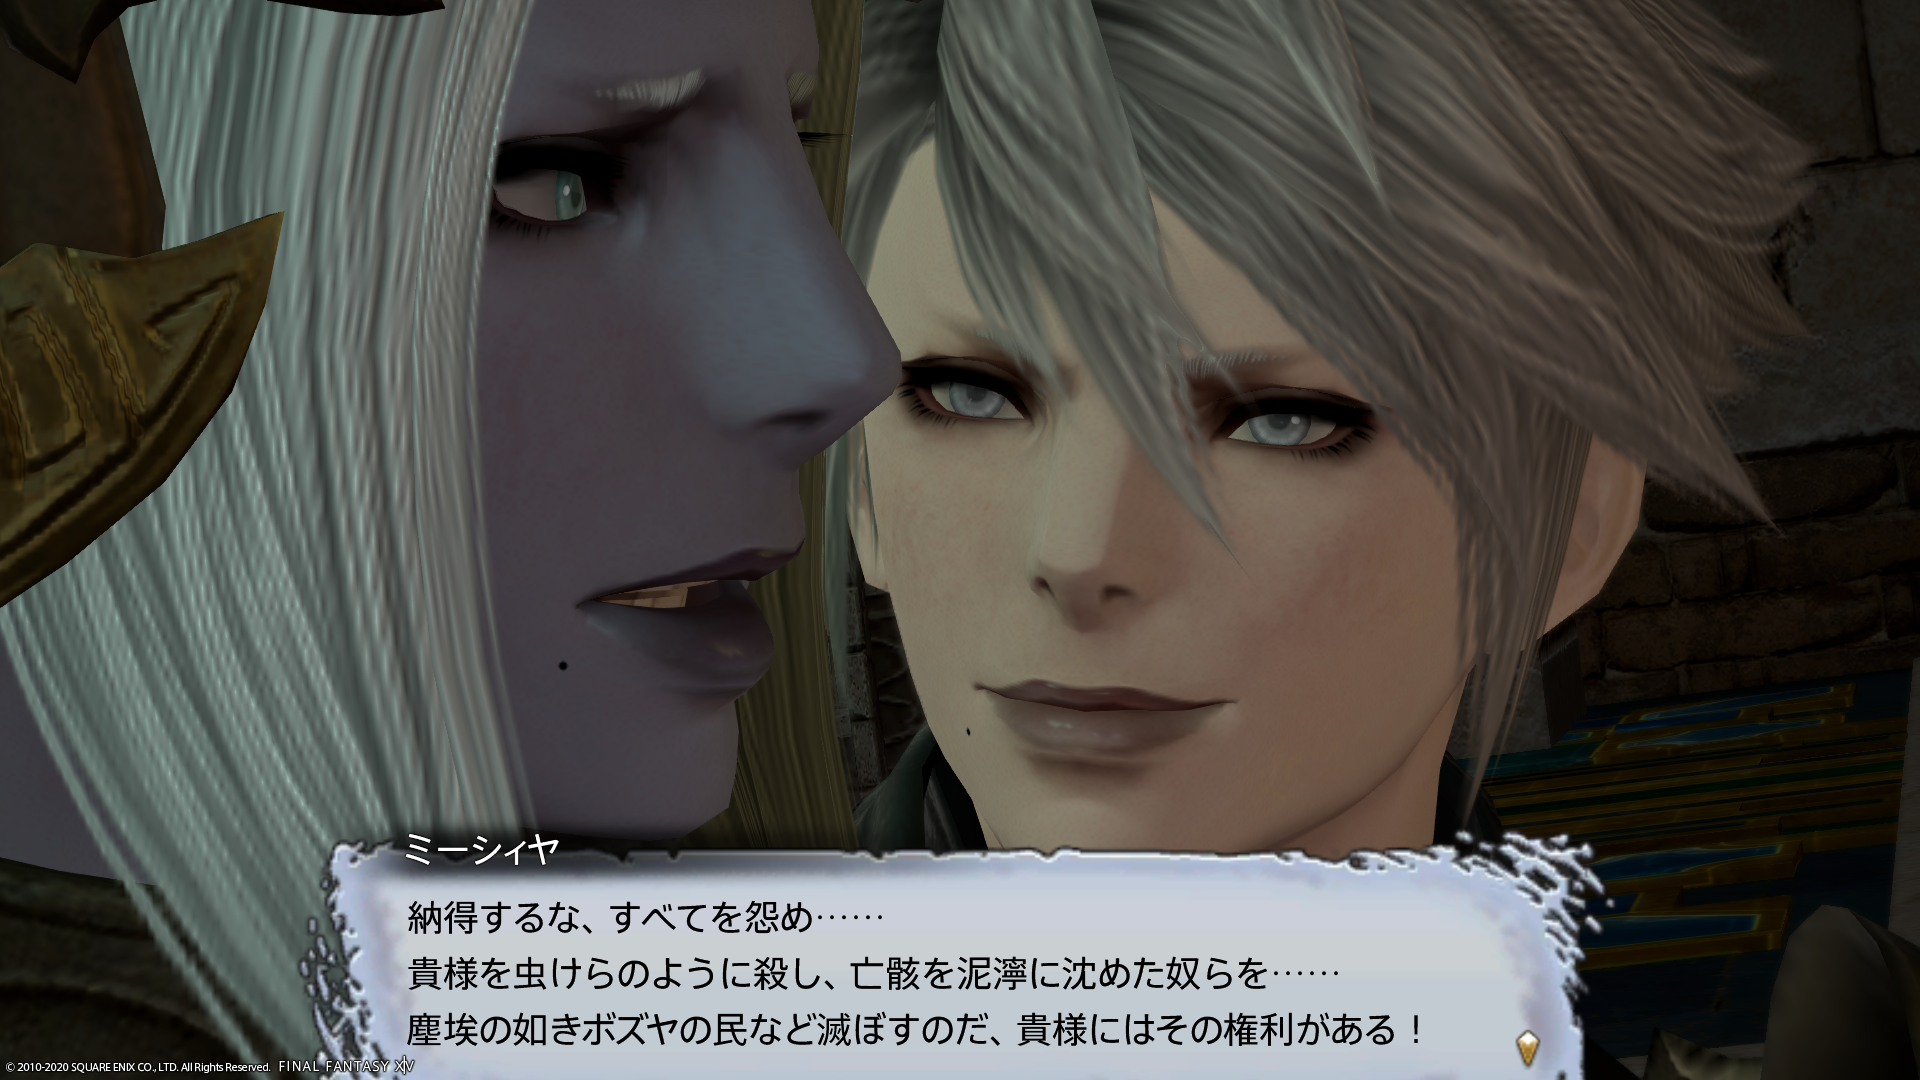 ミーシィヤ
納得するな、すべてを怨め……
貴様を虫けらのように殺し、亡骸を泥濘に沈めた奴らを……
塵埃の如きボズヤの民など滅ぼすのだ、貴様にはその権利がある！
© 2010-2020 SQUARE ENIX CO., LTD. All Rights Reserved. FINAL FANTASY XIV